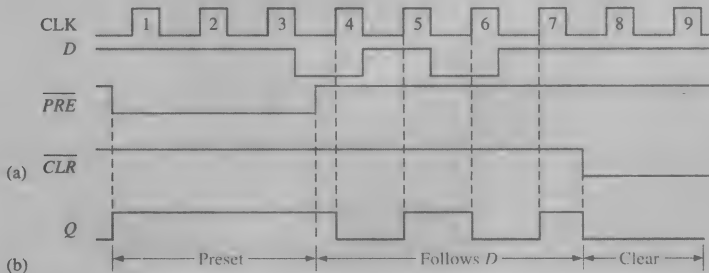 CLK 1 2 3 4 5 6 7 8 9
D
PRE
(a) CLR
Q
(b) Preset Follows D Clear